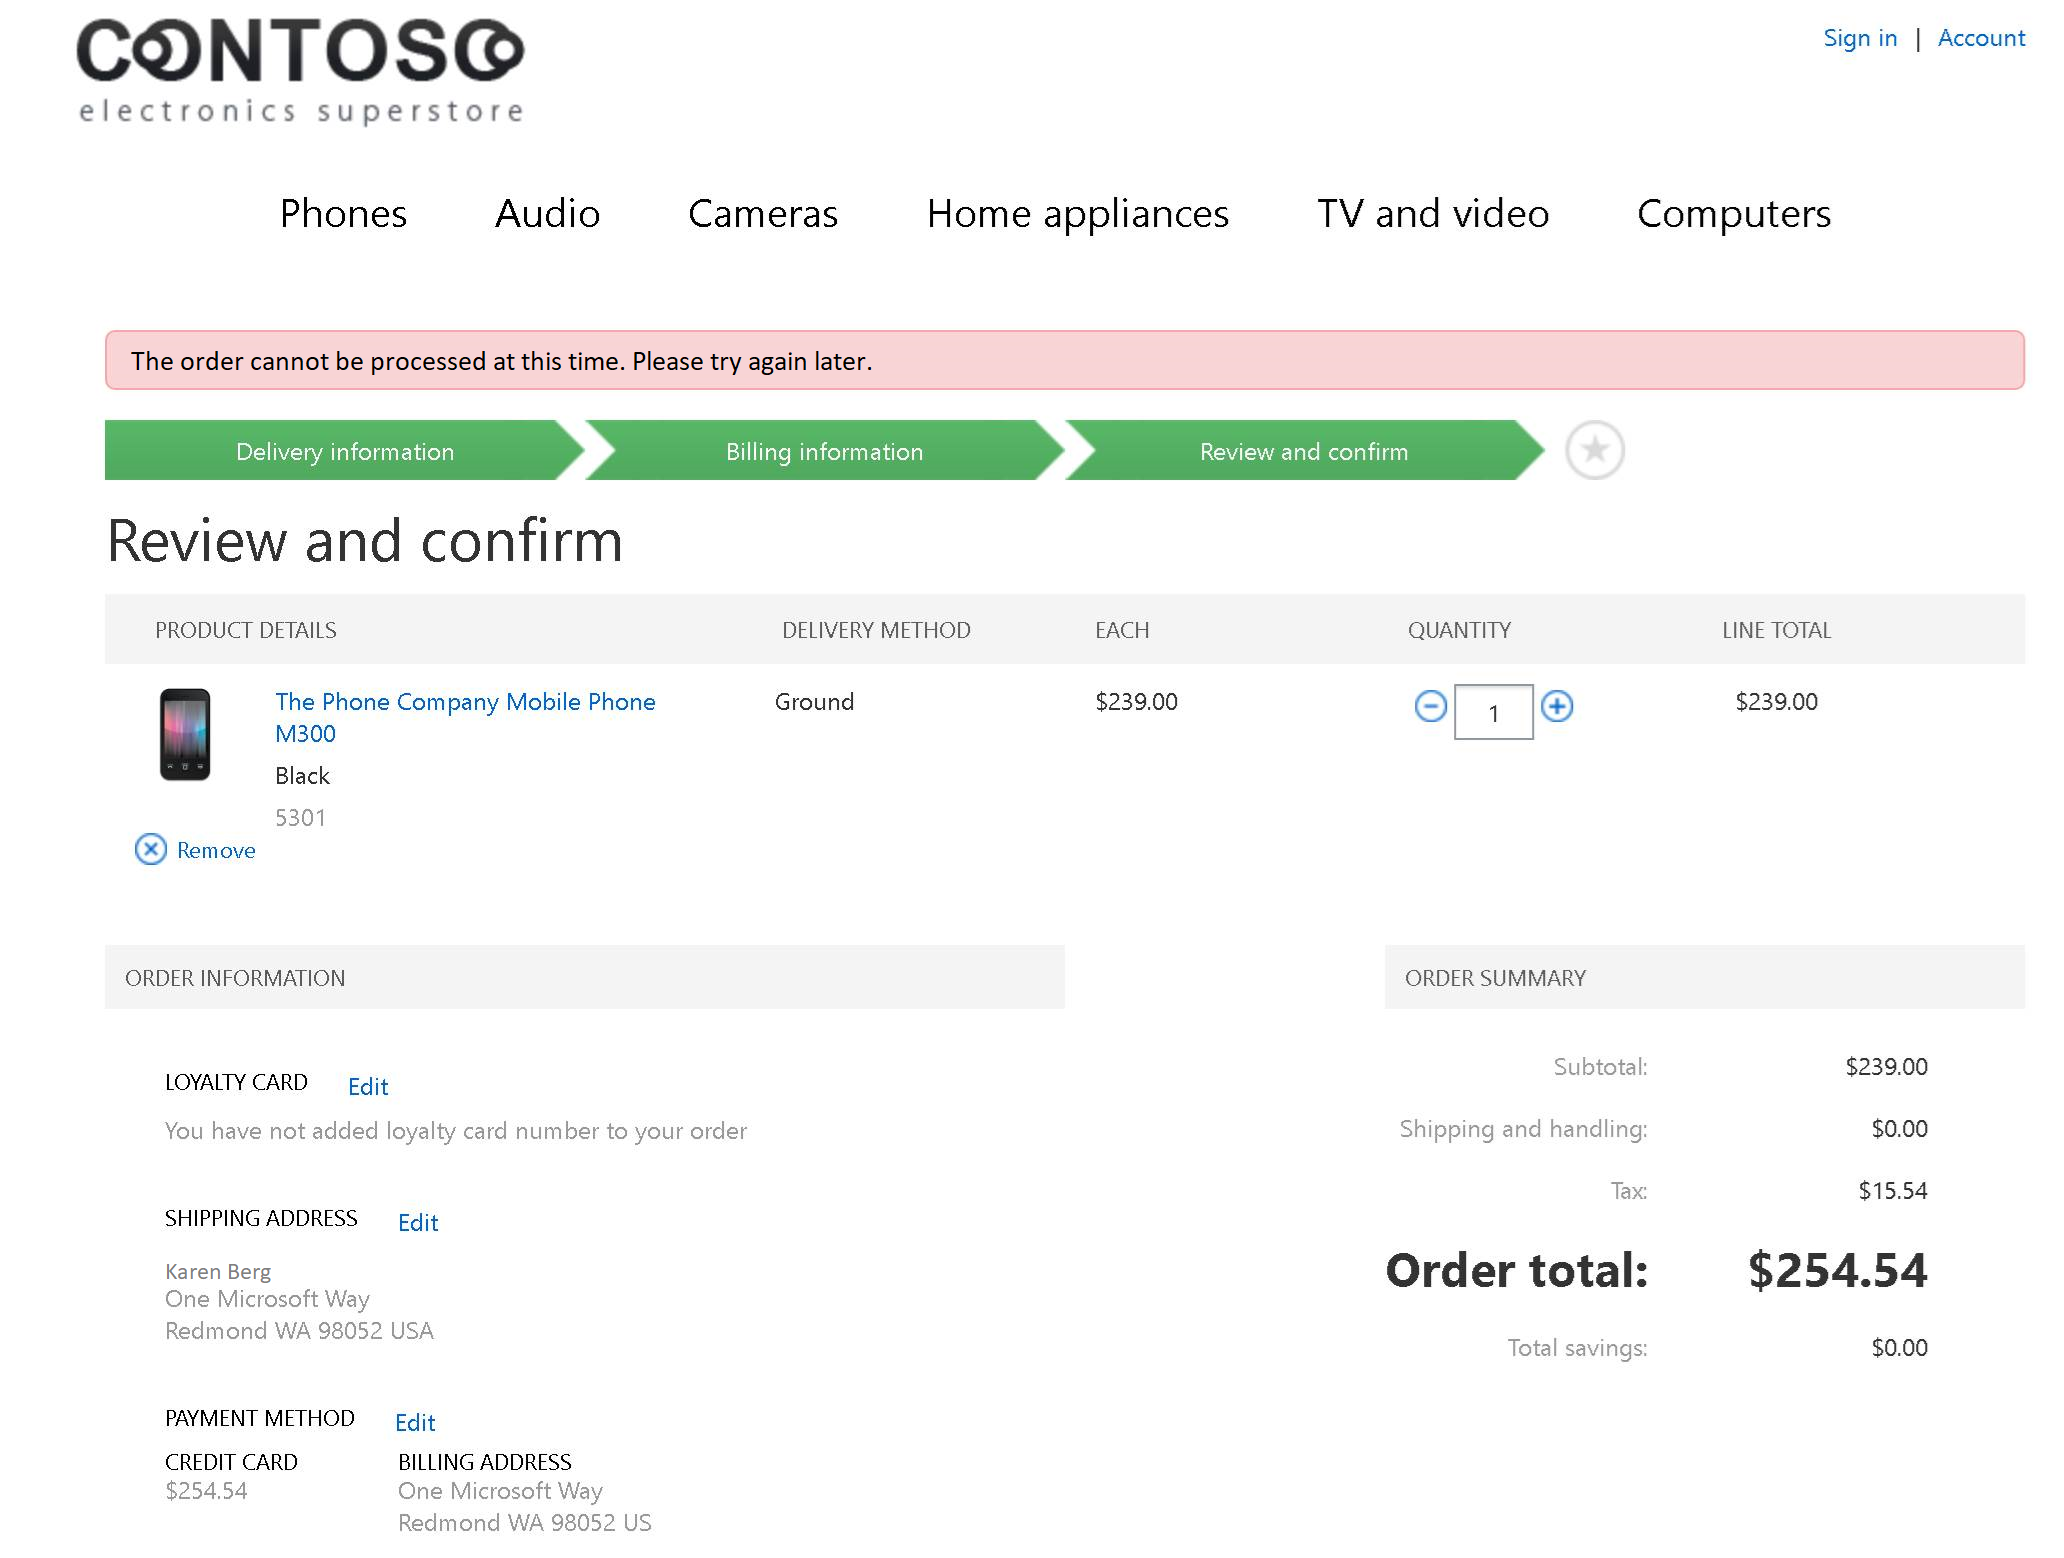 CONTOSO
electronics superstore
Sign in | Account
Phones Audio Cameras Home appliances TV and video Computers
The order cannot be processed at this time. Please try again later.
Delivery information Billing information Review and confirm
Review and confirm
PRODUCT DETAILS DELIVERY METHOD EACH QUANTITY LINE TOTAL
The Phone Company Mobile Phone Ground $239.00 1 $239.00
M300
Black
5301
Remove
ORDER INFORMATION
LOYALTY CARD Edit
You have not added loyalty card number to your order
SHIPPING ADDRESS Edit
Karen Berg
One Microsoft Way
Redmond WA 98052 USA
PAYMENT METHOD Edit
CREDIT CARD
$254.54
BILLING ADDRESS
One Microsoft Way
Redmond WA 98052 US
ORDER SUMMARY
Subtotal: $239.00
Shipping and handling: $0.00
Tax: $15.54
Order total: $254.54
Total savings: $0.00